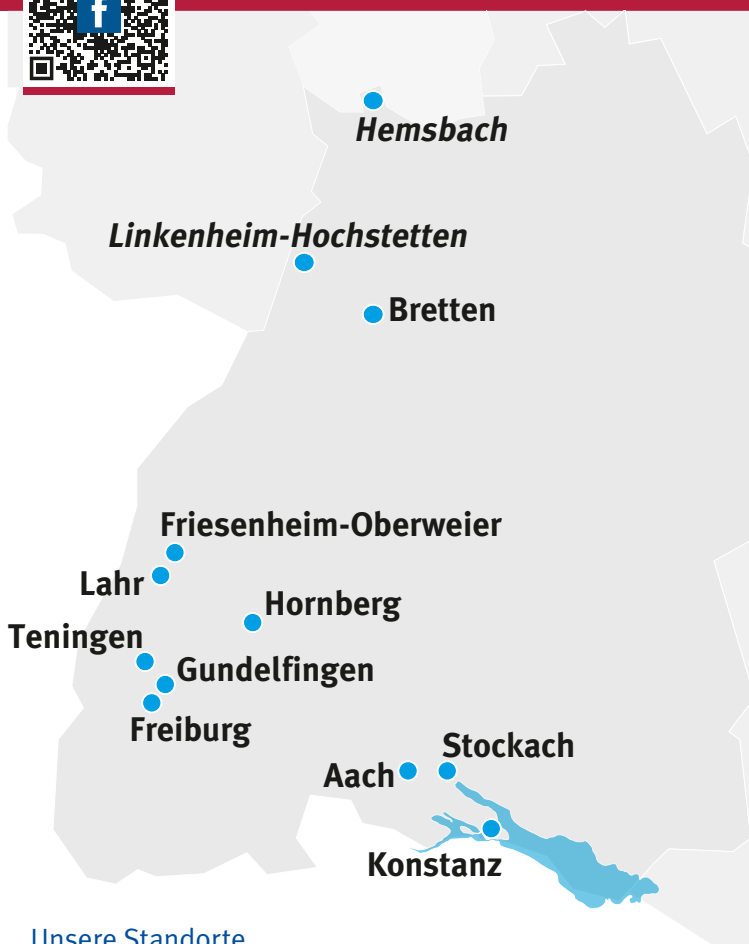 f
Hemsbach
Linkenheim-Hochstetten
Bretten
Friesenheim-Oberweier
Lahr
Hornberg
Teningen
Gundelfingen
Freiburg
Stockach
Aach
Konstanz
Unsere Standorte